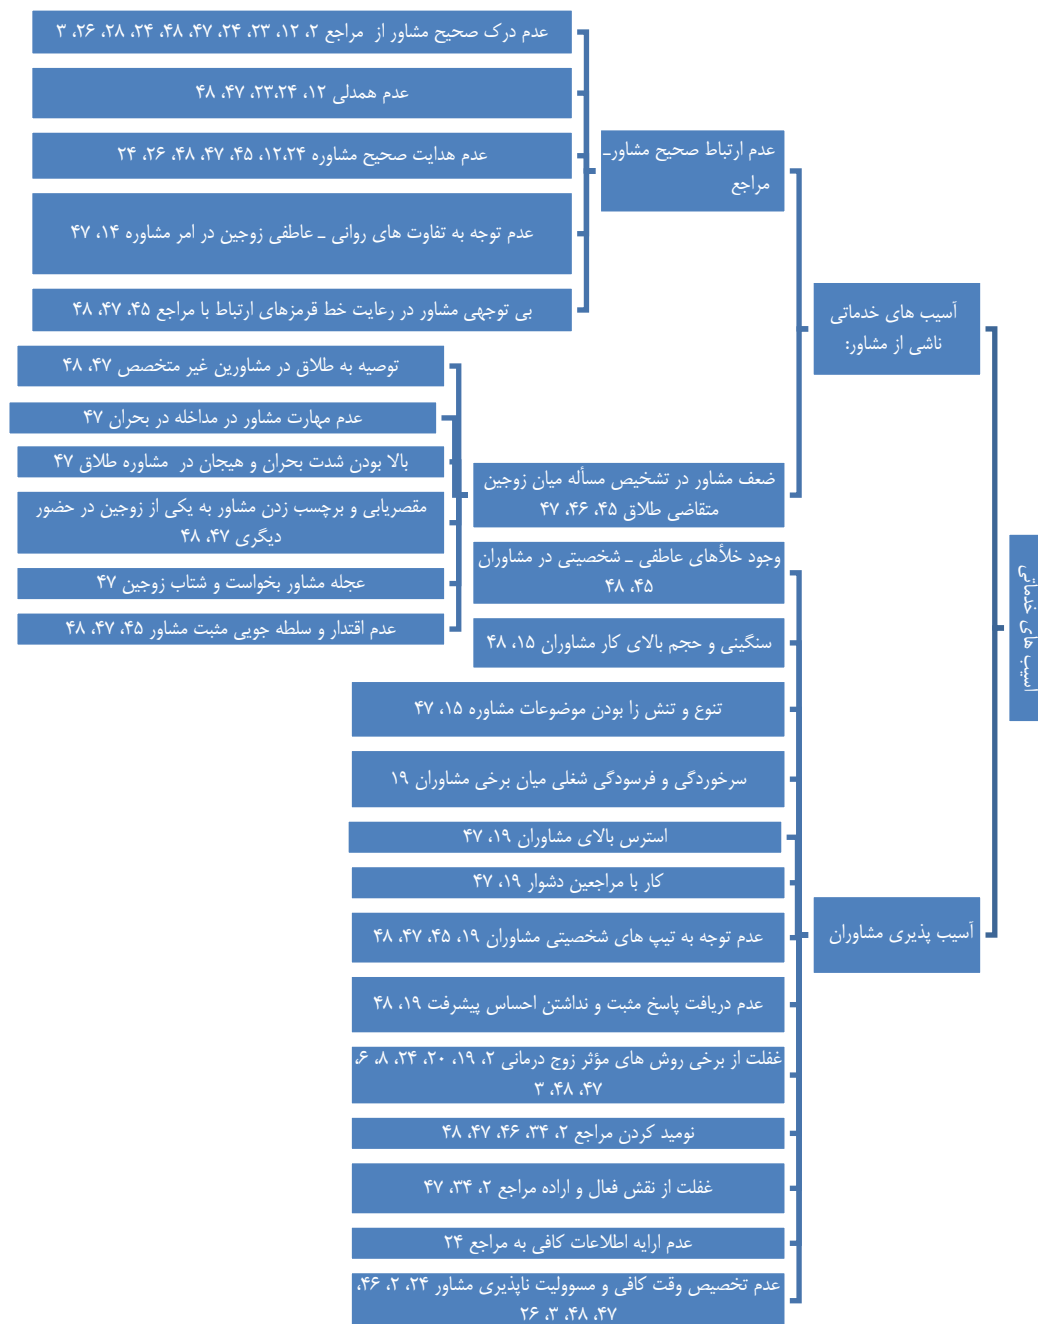 آسیب های خدماتی
آسیب های خدماتی
ناشی از مشاور:
عدم ارتباط صحیح مشاور_
مراجع
عدم درک صحیح مشاور از مراجع ۲، ۱۲، ۲۳، ۲۴، ۴۷، ۴۸، ۲۴، ۲۸، ۲۶، ۳
عدم همدلی ۱۲، ۲۳،۲۴، ۴۷، ۴۸
عدم هدایت صحیح مشاوره ۱۲،۲۴، ۴۵، ۴۷، ۴۸، ۲۶، ۲۴
عدم توجه به تفاوت های روانی _ عاطفی زوجین در امر مشاوره ۱۴، ۴۷
بی توجهی مشاور در رعایت خط قرمزهای ارتباط با مراجع ۴۵، ۴۷، ۴۸
ضعف مشاور در تشخیص مسأله میان زوجین
متقاضی طلاق ۴۵، ۴۶، ۴۷
توصیه به طلاق در مشاورین غیر متخصص ۴۷، ۴۸
عدم مهارت مشاور در مداخله در بحران ۴۷
بالا بودن شدت بحران و هیجان در مشاوره طلاق ۴۷
مقصریابی و برچسب زدن مشاور به یکی از زوجین در حضور
دیگری ۴۷، ۴۸
عجله مشاور بخواست و شتاب زوجین ۴۷
عدم اقتدار و سلطه جویی مثبت مشاور ۴۵، ۴۷، ۴۸
آسیب پذیری مشاوران
وجود خلأهای عاطفی _ شخصیتی در مشاوران
۴۵، ۴۸
سنگینی و حجم بالای کار مشاوران ۱۵، ۴۸
تنوع و تنش زا بودن موضوعات مشاوره ۱۵، ۴۷
سرخوردگی و فرسودگی شغلی میان برخی مشاوران ۱۹
استرس بالای مشاوران ۱۹، ۴۷
کار با مراجعین دشوار ۱۹، ۴۷
عدم توجه به تیپ های شخصیتی مشاوران ۱۹، ۴۵، ۴۷، ۴۸
عدم دریافت پاسخ مثبت و نداشتن احساس پیشرفت ۱۹، ۴۸
غفلت از برخی روش های مؤثر زوج درمانی ۲، ۱۹، ۲۰، ۲۴، ۸، ۶،
۴۷، ۴۸، ۳
نومید کردن مراجع ۲، ۳۴، ۴۶، ۴۷، ۴۸
غفلت از نقش فعال و اراده مراجع ۲، ۳۴، ۴۷
عدم ارایه اطلاعات کافی به مراجع ۲۴
عدم تخصیص وقت کافی و مسوولیت ناپذیری مشاور ۲۴، ۲، ۴۶،
۴۷، ۴۸، ۳، ۲۶